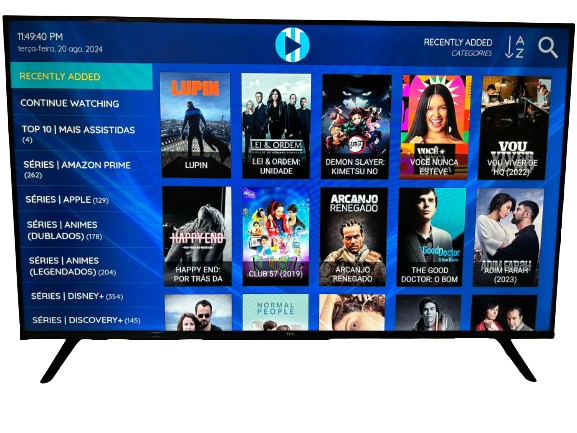 11:49:40 PM
terça-feira, 20 ago. 2024
RECENTLY ADDED
CATEGORIES
A
Z
RECENTLY ADDED
CONTINUE WATCHING
TOP 10 | MAIS ASSISTIDAS
(4)
SÉRIES | AMAZON PRIME
(262)
SÉRIES | APPLE (129)
SÉRIES | ANIMES
(DUBLADOS) (178)
SÉRIES | ANIMES
(LEGENDADOS) (204)
SÉRIES | DISNEY+ (354)
SÉRIES | DISCOVERY+ (145)
LUPIN
LUPIN
LEI & ORDEM
LEI & ORDEM:
UNIDADE
DEMON SLAYER:
KIMETSU NO
VOCÊ
VOCÊ NUNCA
ESTEVE
VOU
VOU VIVER DE
HQ (2022)
HAPPY END
HAPPY END:
POR TRÁS DA
CLUB 57 (2019)
ARCANJO
RENEGADO
ARCANJO
RENEGADO
Good Doctor
THE GOOD
DOCTOR: O BOM
ADIM FARAH
ADIM FARAH
(2023)
NORMAL
PEOPLE
TCL